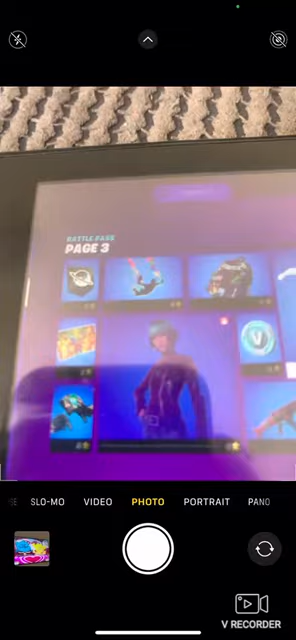 BATTLE PASS
PAGE 3
SLO-MO VIDEO PHOTO PORTRAIT PANO
V RECORDER